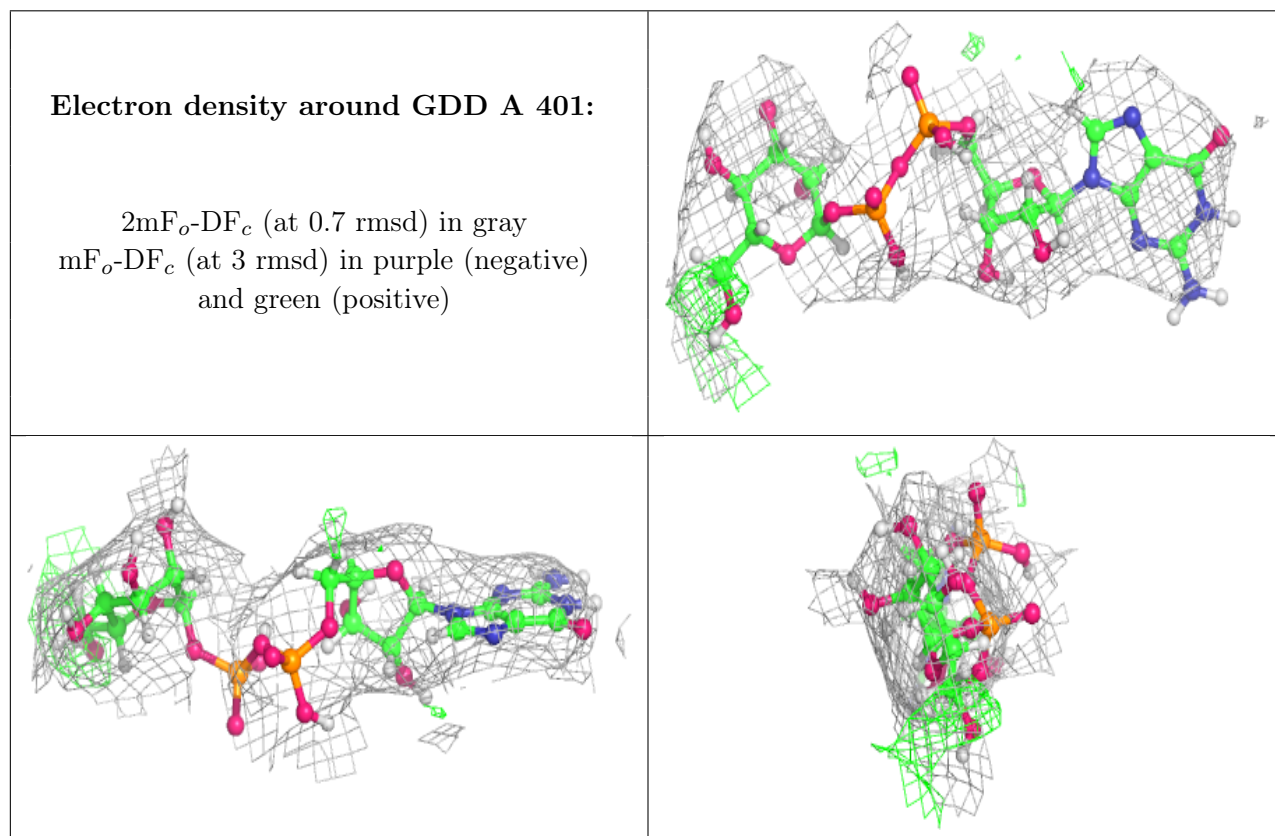 Electron density around GDD A 401:
2mFo-DFc (at 0.7 rmsd) in gray
mFo-DFc (at 3 rmsd) in purple (negative)
and green (positive)